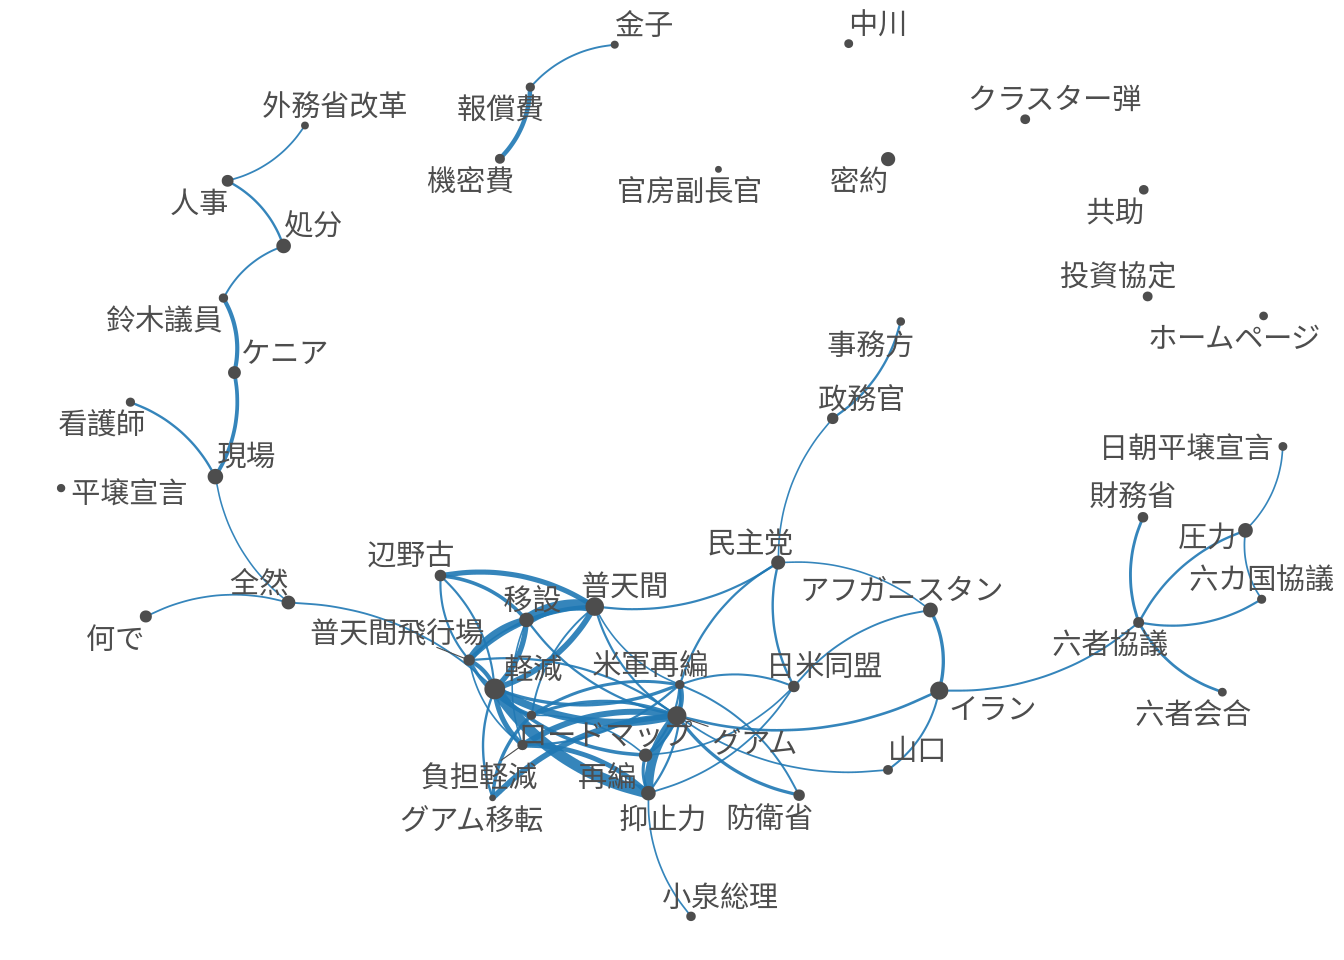 金子
中川
外務省改革
報償費
クラスター弾
機密費
官房副長官
密約
人事
処分
共助
投資協定
鈴木議員
ケニア
事務方
ホームページ
政務官
看護師
現場
平壌宣言
日朝平壌宣言
財務省
圧力
辺野古
民主党
全然
移設
普天間
アフガニスタン
六カ国協議
何で
普天間飛行場
軽減
米軍再編
日米同盟
六者協議
イラン
六者会合
ロードマップ
グアム
山口
負担軽減
再編
グアム移転
抑止力
防衛省
小泉総理